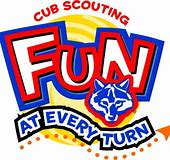 CUB SCOUTING
FUN
AT EVERY TURN